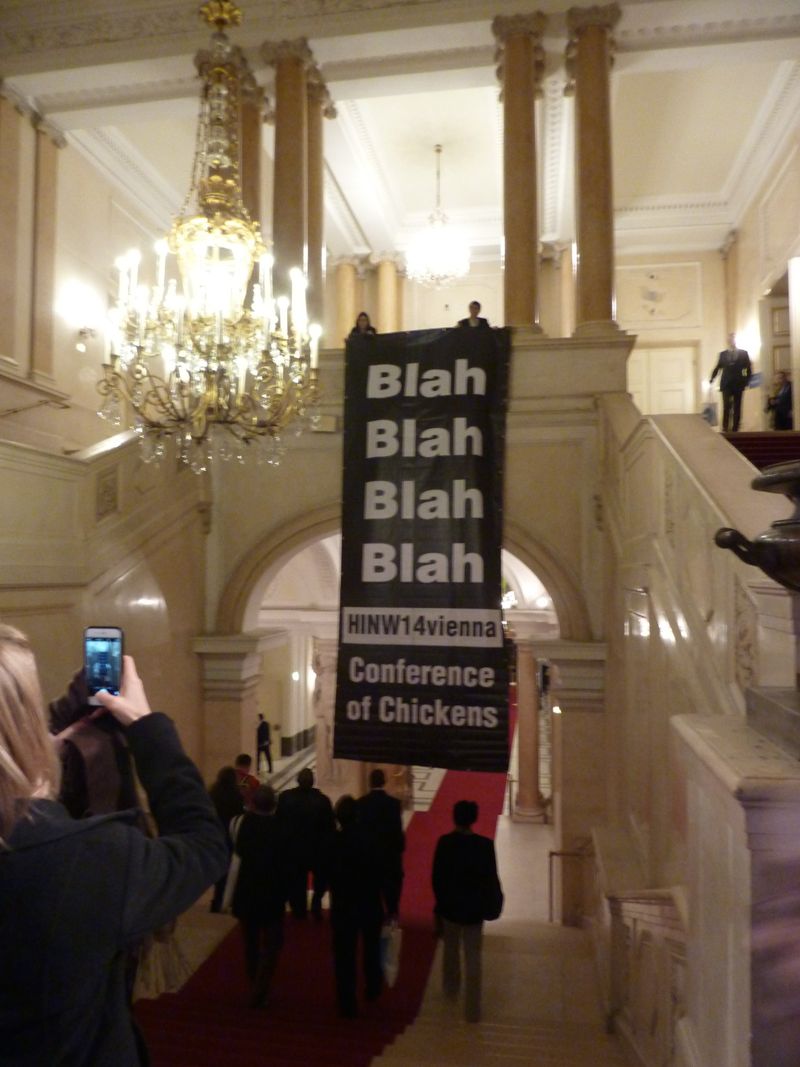 Blah
Blah
Blah
Blah
HINW14vienna
Conference
of Chickens